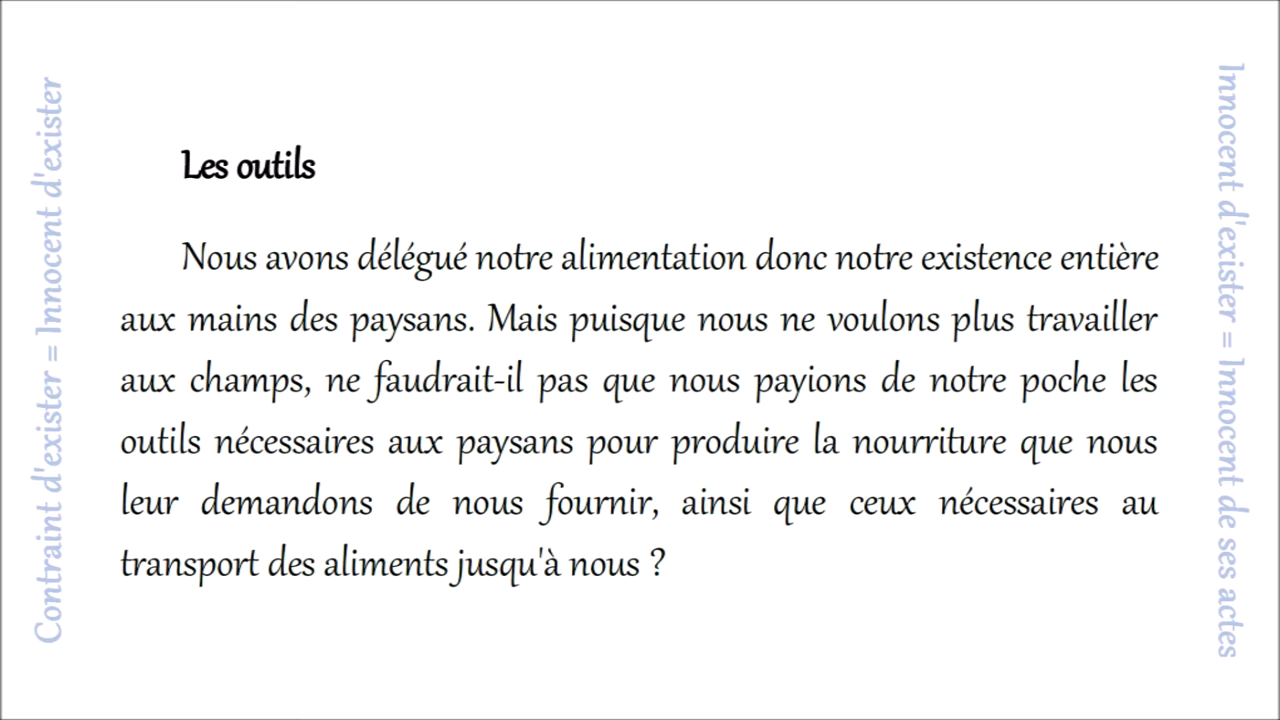 Contraint d'exister = Innocent d'exister
Les outils
Nous avons délégué notre alimentation donc notre existence entière
aux mains des paysans. Mais puisque nous ne voulons plus travailler
aux champs, ne faudrait-il pas que nous payions de notre poche les
outils nécessaires aux paysans pour produire la nourriture que nous
leur demandons de nous fournir, ainsi que ceux nécessaires au
transport des aliments jusqu'à nous ?
Innocent d'exister = Innocent de ses actes